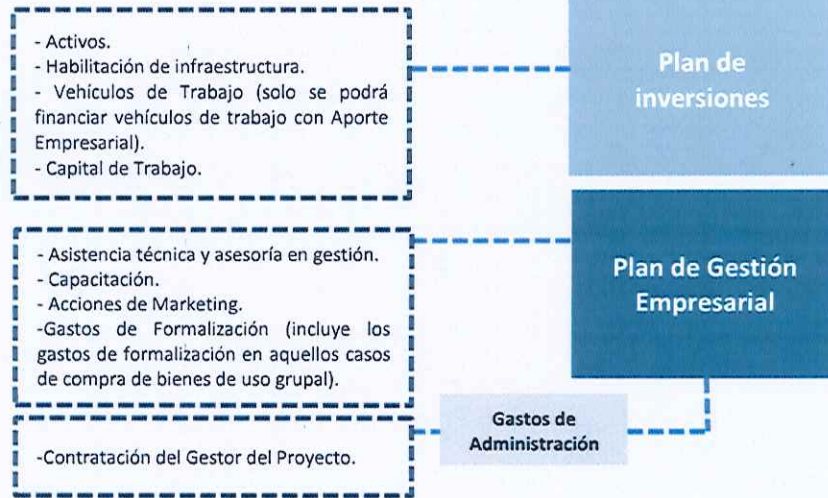 - Activos.
- Habilitación de infraestructura.
- Vehículos de Trabajo (solo se podrá
financiar vehículos de trabajo con Aporte
Empresarial).
- Capital de Trabajo.
Plan de
inversiones
- Asistencia técnica y asesoría en gestión.
- Capacitación.
- Acciones de Marketing.
-Gastos de Formalización (incluye los
gastos de formalización en aquellos casos
de compra de bienes de uso grupal).
Plan de Gestión
Empresarial
-Contratación del Gestor del Proyecto.
Gastos de
Administración